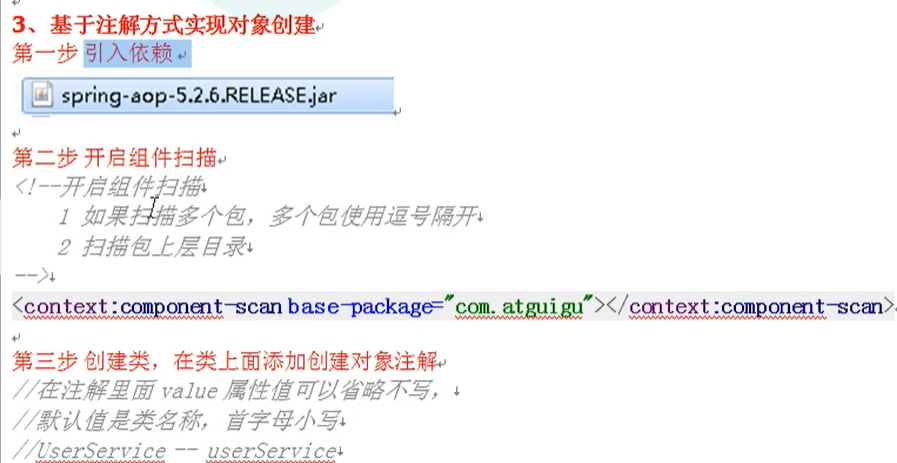 3、基于注解方式实现对象创建
第一步 引入依赖
spring-aop-5.2.6.RELEASE.jar
第二步 开启组件扫描
<!--开启组件扫描
1 如果扫描多个包，多个包使用逗号隔开
2 扫描包上层目录
-->
<context:component-scan base-package="com.atguigu"></context:component-scan>
第三步 创建类，在类上面添加创建对象注解
//在注解里面 value 属性值可以省略不写，
//默认值是类名称，首字母小写
//UserService -- userService